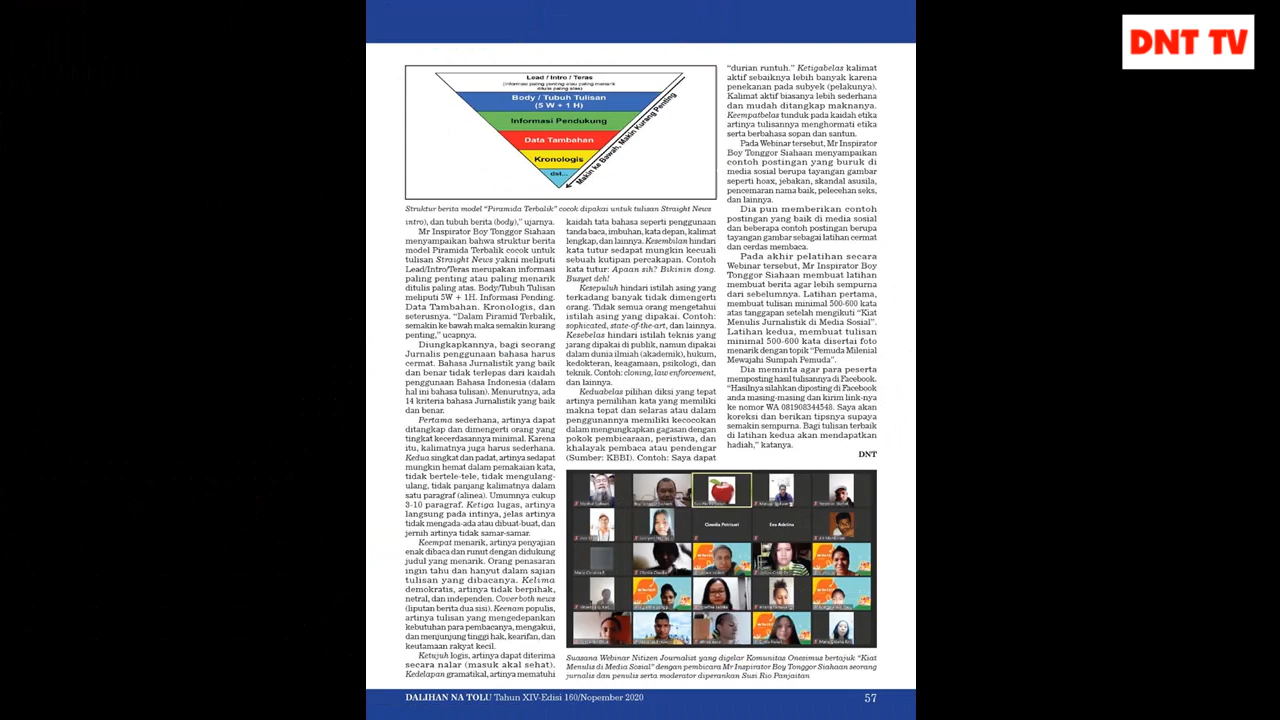 DNT TV
Lead / Intro / Teras
(Informasi paling penting atau paling menarik
ditulis paling atas)
Body / Tubuh Tulisan
(5 W + 1 H)
Informasi Pendukung
Data Tambahan
Kronologis
dst...
Makin ke Bawah, Makin Kurang Penting
Struktur berita model "Piramida Terbalik" cocok dipakai untuk tulisan Straight News
intro), dan tubuh berita (body)," ujarnya.
Mr Inspirator Boy Tonggor Siahaan
menyampaikan bahwa struktur berita
model Piramida Terbalik cocok untuk
tulisan Straight News yakni meliputi
Lead/Intro/Teras merupakan informasi
paling penting atau paling menarik
ditulis paling atas. Body/Tubuh Tulisan
meliputi 5W + 1H. Informasi Pending.
Data Tambahan. Kronologis, dan
seterusnya. "Dalam Piramid Terbalik,
semakin ke bawah maka semakin kurang
penting," ucapnya.
Diungkapkannya, bagi seorang
Jurnalis penggunaan bahasa harus
cermat. Bahasa Jurnalistik yang baik
dan benar tidak terlepas dari kaidah
penggunaan Bahasa Indonesia (dalam
hal ini bahasa tulisan). Menurutnya, ada
14 kriteria bahasa Jurnalistik yang baik
dan benar.
Pertama sederhana, artinya dapat
ditangkap dan dimengerti orang yang
tingkat kecerdasannya minimal. Karena
itu, kalimatnya juga harus sederhana.
Kedua singkat dan padat, artinya sedapat
mungkin hemat dalam pemakaian kata,
tidak bertele-tele, tidak mengulang-
ulang, tidak panjang kalimatnya dalam
satu paragraf (alinea). Umumnya cukup
3-10 paragraf. Ketiga lugas, artinya
langsung pada intinya, jelas artinya
tidak mengada-ada atau dibuat-buat, dan
jernih artinya tidak samar-samar.
Keempat menarik, artinya penyajian
enak dibaca dan runut dengan didukung
judul yang menarik. Orang penasaran
ingin tahu dan hanyut dalam sajian
tulisan yang dibacanya. Kelima
demokratis, artinya tidak berpihak,
netral, dan independen. Cover both news
(liputan berita dua sisi). Keenam populis,
artinya tulisan yang mengedepankan
kebutuhan para pembacanya, mengakui,
dan menjunjung tinggi hak, kearifan, dan
keutamaan rakyat kecil.
Ketujuh logis, artinya dapat diterima
secara nalar (masuk akal sehat).
Kedelapan gramatikal, artinya mematuhi
kaidah tata bahasa seperti penggunaan
tanda baca, imbuhan, kata depan, kalimat
lengkap, dan lainnya. Kesembilan hindari
kata tutur sedapat mungkin kecuali
sebuah kutipan percakapan. Contoh
kata tutur: Apaan sih? Bikinin dong.
Busyet deh!
Kesepuluh hindari istilah asing yang
terkadang banyak tidak dimengerti
orang. Tidak semua orang mengetahui
istilah asing yang dipakai. Contoh:
sophicated, state-of-the-art, dan lainnya.
Kesebelas hindari istilah teknis yang
jarang dipakai di publik, namun dipakai
dalam dunia ilmiah (akademik), hukum,
kedokteran, keagamaan, psikologi, dan
teknik. Contoh: cloning, law enforcement,
dan lainnya.
Keduabelas pilihan diksi yang tepat
artinya pemilihan kata yang memiliki
makna tepat dan selaras atau dalam
penggunannya memiliki kecocokan
dalam mengungkapkan gagasan dengan
pokok pembicaraan, peristiwa, dan
khalayak pembaca atau pendengar
(Sumber: KBBI). Contoh: Saya dapat
"durian runtuh." Ketigabelas kalimat
aktif sebaiknya lebih banyak karena
penekanan pada subyek (pelakunya).
Kalimat aktif biasanya lebih sederhana
dan mudah ditangkap maknanya.
Keempatbelas tunduk pada kaidah etika
artinya tulisannya menghormati etika
serta berbahasa sopan dan santun.
Pada Webinar tersebut, Mr Inspirator
Boy Tonggor Siahaan menyampaikan
contoh postingan yang buruk di
media sosial berupa tayangan gambar
seperti hoax, jebakan, skandal asusila,
pencemaran nama baik, pelecehan seks,
dan lainnya.
Dia pun memberikan contoh
postingan yang baik di media sosial
dan beberapa contoh postingan berupa
tayangan gambar sebagai latihan cermat
dan cerdas membaca.
Pada akhir pelatihan secara
Webinar tersebut, Mr Inspirator Boy
Tonggor Siahaan membuat latihan
membuat berita agar lebih sempurna
dari sebelumnya. Latihan pertama,
membuat tulisan minimal 500-600 kata
atas tanggapan setelah mengikuti "Kiat
Menulis Jurnalistik di Media Sosial".
Latihan kedua, membuat tulisan
minimal 500-600 kata disertai foto
menarik dengan topik "Pemuda Milenial
Mewajahi Sumpah Pemuda".
Dia meminta agar para peserta
memposting hasil tulisannya di Facebook.
"Hasilnya silahkan diposting di Facebook
anda masing-masing dan kirim link-nya
ke nomor WA 081908344548. Saya akan
koreksi dan berikan tipsnya supaya
semakin sempurna. Bagi tulisan terbaik
di latihan kedua akan mendapatkan
hadiah," katanya.
DNT
Claudia Petrisari
Eva Adelina
Suasana Webinar Nitizen Journalist yang digelar Komunitas Onesimus bertajuk "Kiat
Menulis di Media Sosial" dengan pembicara Mr Inspirator Boy Tonggor Siahaan seorang
jurnalis dan penulis serta moderator diperankan Susi Rio Panjaitan
DALIHAN NA TOLU Tahun XIV-Edisi 160/Nopember 2020
57